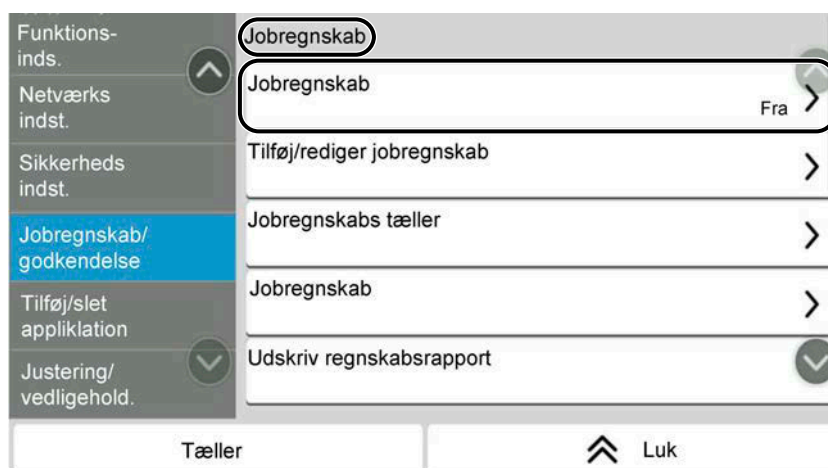 Funktions-
inds.
Netværks
indst.
Sikkerheds
indst.
Jobregnskab/
godkendelse
Tilføj/slet
appliklation
Justering/
vedligehold.
Jobregnskab
Jobregnskab
Fra
Tilføj/rediger jobregnskab
Jobregnskabs tæller
Jobregnskab
Udskriv regnskabsrapport
Tæller
Luk